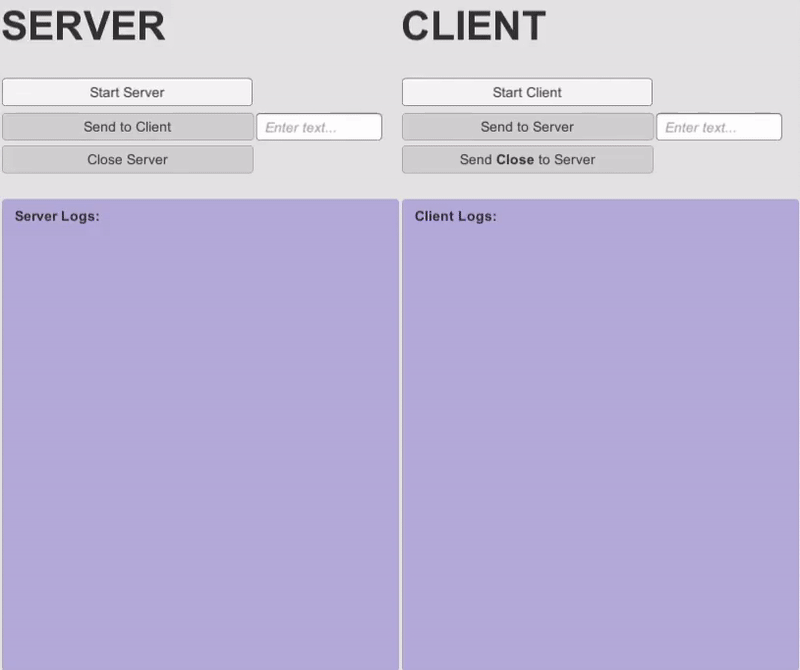 SERVER
Start Server
Send to Client
Enter text...
Close Server
Server Logs:
CLIENT
Start Client
Send to Server
Enter text...
Send Close to Server
Client Logs: